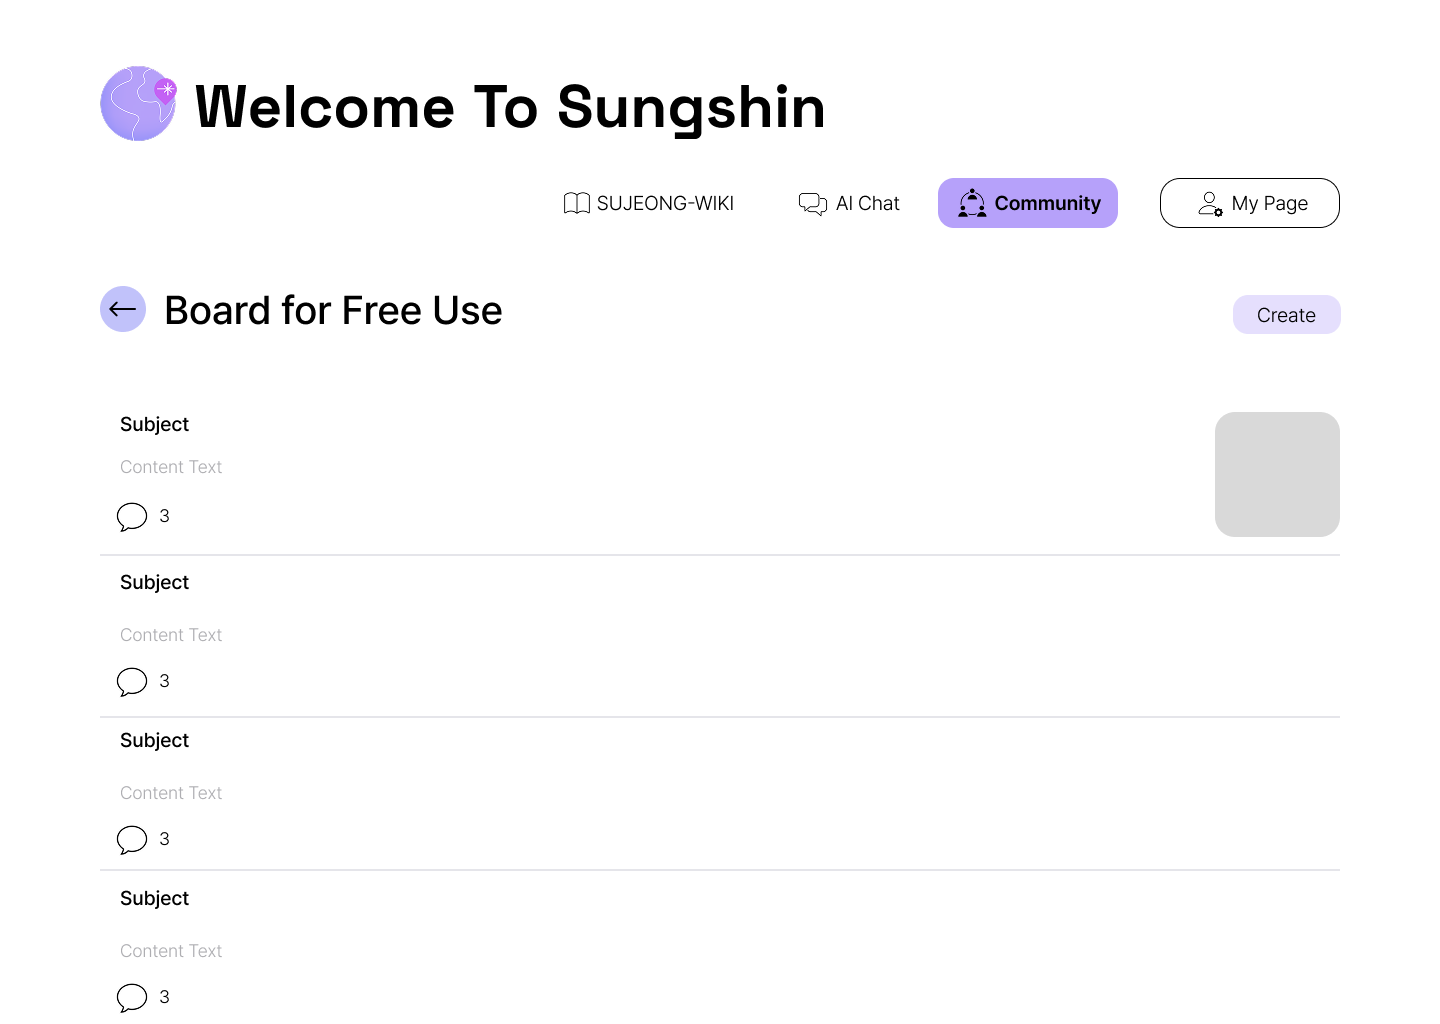 Welcome To Sungshin
SUJEONG-WIKI
AI Chat
Community
My Page
Board for Free Use
Create
Subject
Content Text
3
Subject
Content Text
3
Subject
Content Text
3
Subject
Content Text
3